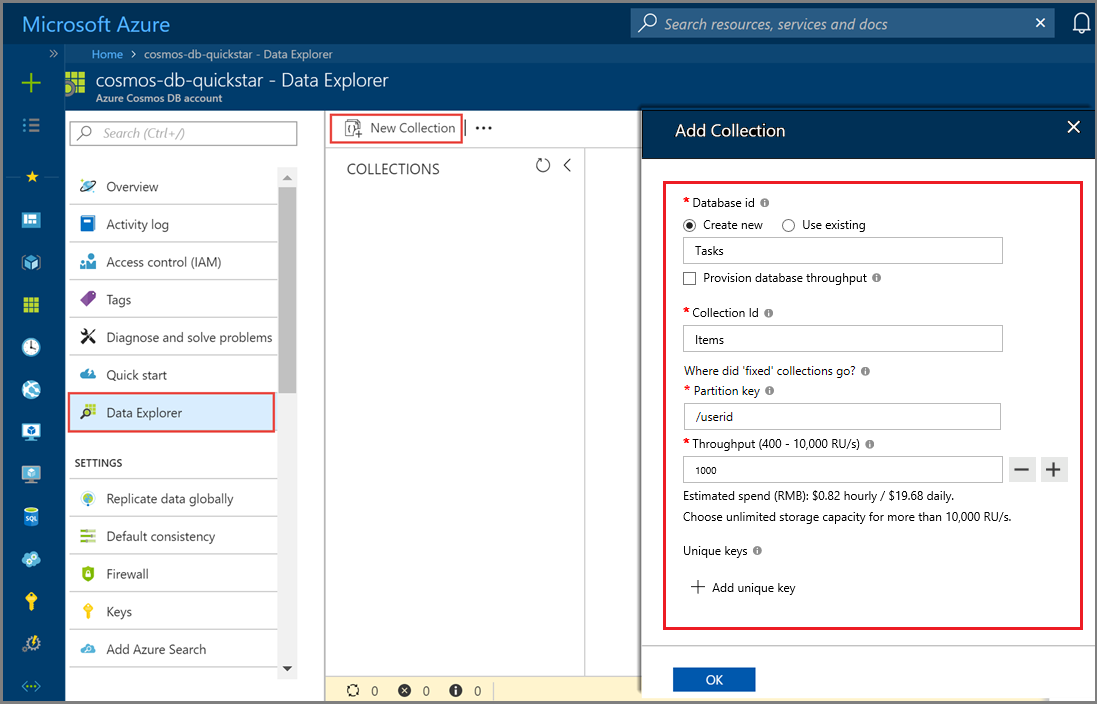 Microsoft Azure
Search resources, services and docs
Home > cosmos-db-quickstar - Data Explorer
cosmos-db-quickstar - Data Explorer
Azure Cosmos DB account
Search (Ctrl+/)
Overview
Activity log
Access control (IAM)
Tags
Diagnose and solve problems
Quick start
Data Explorer
SETTINGS
Replicate data globally
Default consistency
Firewall
Keys
Add Azure Search
SQL
New Collection
COLLECTIONS
0 0 0
Add Collection
* Database id
Create new Use existing
Tasks
Provision database throughput
* Collection Id
Items
Where did 'fixed' collections go?
* Partition key
/userid
* Throughput (400 - 10,000 RU/s)
1000
Estimated spend (RMB): $0.82 hourly / $19.68 daily.
Choose unlimited storage capacity for more than 10,000 RU/s.
Unique keys
Add unique key
OK